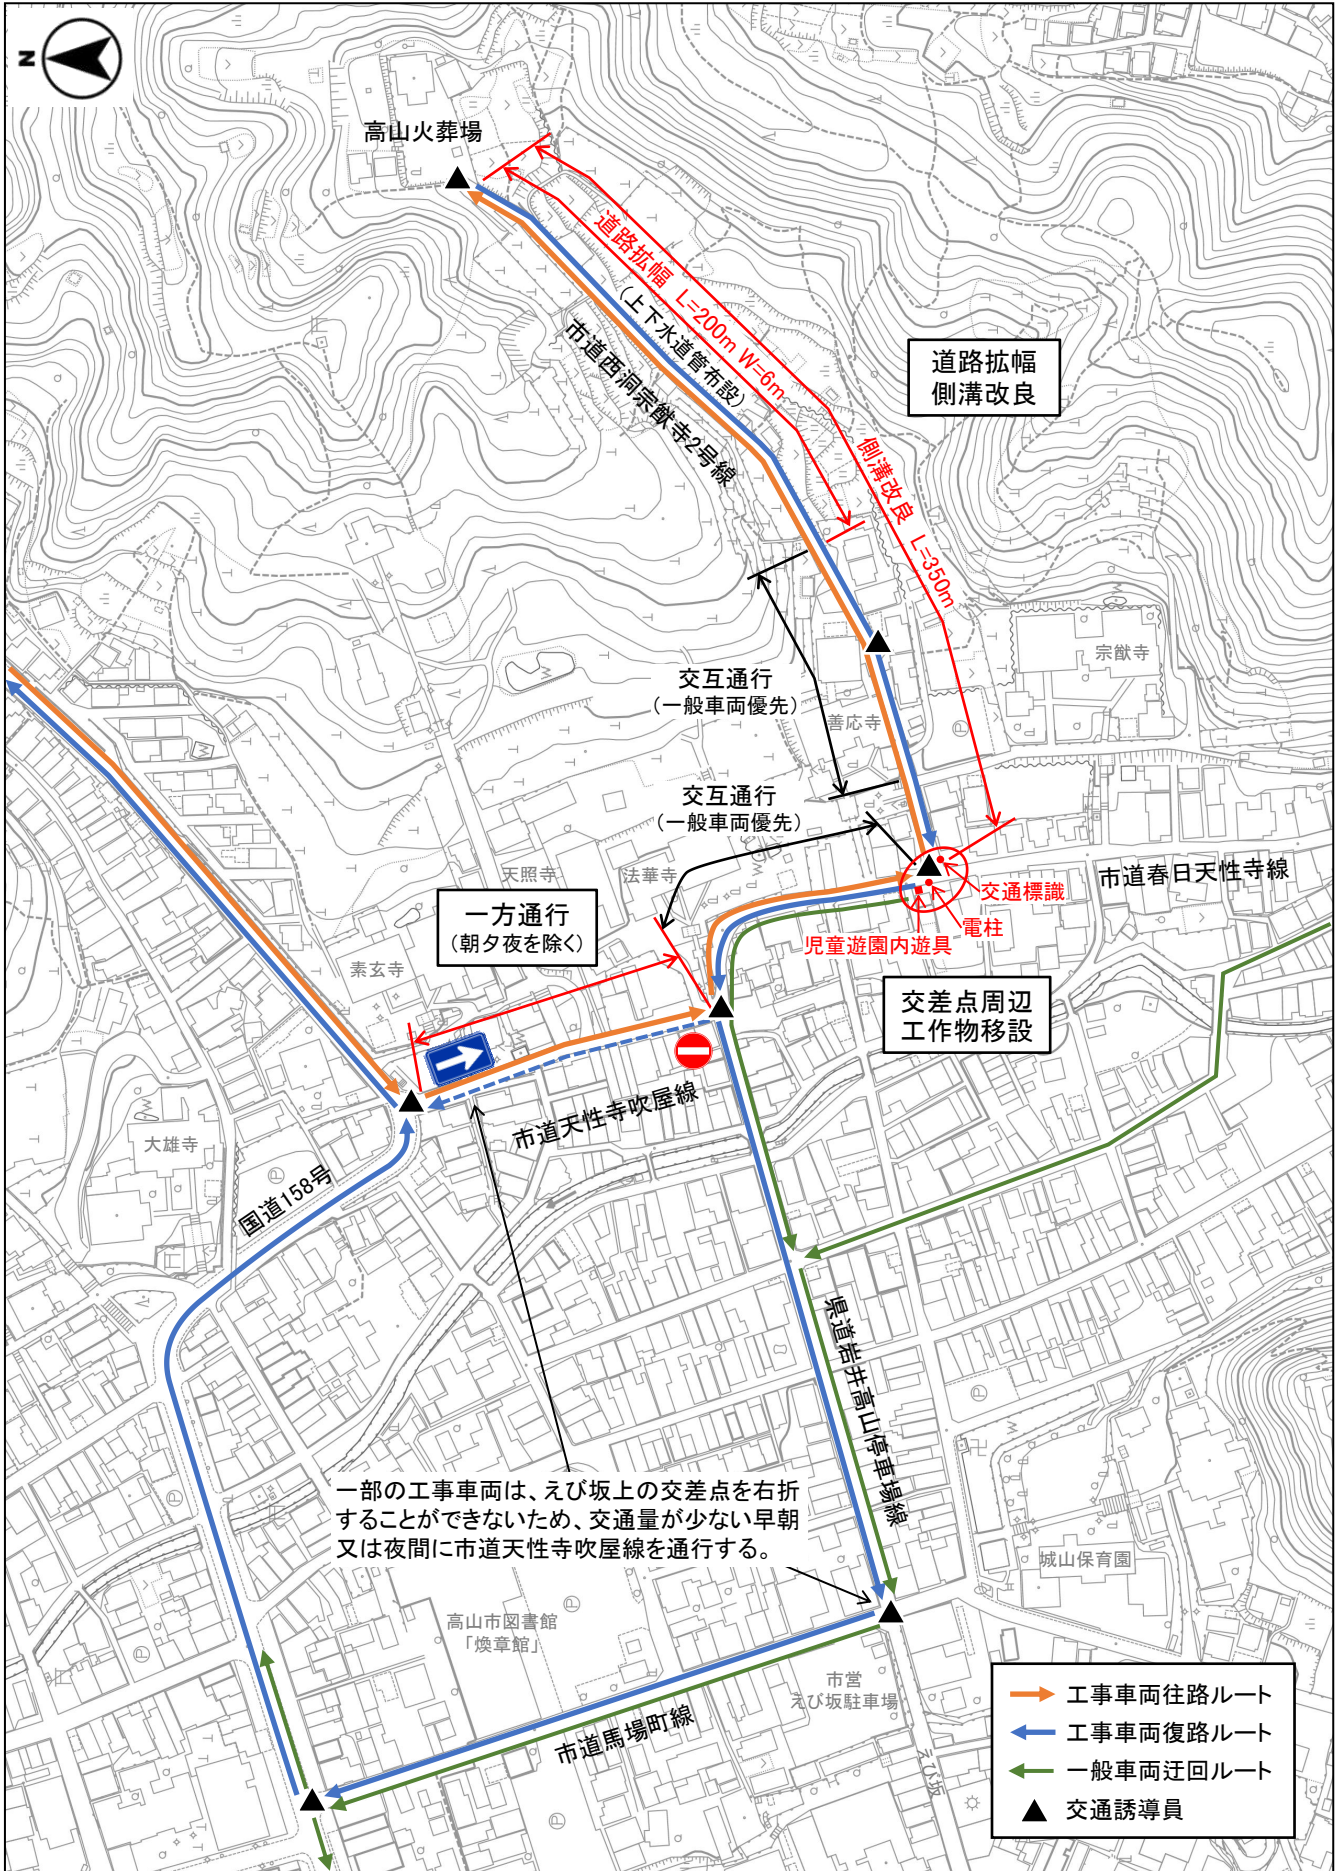 N
高山火葬場
道路拡幅 L=200m W=6m
(上下水道管布設)
市道西洞宗猷寺2号線
道路拡幅
側溝改良
側溝改良 L=350m
宗猷寺
交互通行
(一般車両優先)
善応寺
交互通行
(一般車両優先)
天照寺
法華寺
市道春日天性寺線
交通標識
電柱
児童遊園内遊具
一方通行
(朝夕夜を除く)
素玄寺
交差点周辺
工作物移設
市道天性寺吹屋線
大雄寺
国道158号
県道岩井高山停車場線
一部の工事車両は、えび坂上の交差点を右折
することができないため、交通量が少ない早朝
又は夜間に市道天性寺吹屋線を通行する。
城山保育園
高山市図書館
「煥章館」
市営
えび坂駐車場
えび坂
市道馬場町線
工事車両往路ルート
工事車両復路ルート
一般車両迂回ルート
交通誘導員